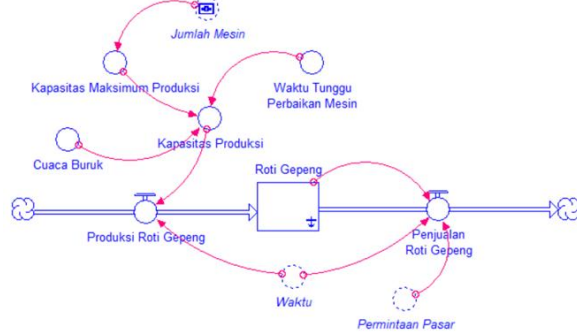 Jumlah Mesin
Kapasitas Maksimum Produksi
Waktu Tunggu
Perbaikan Mesin
Kapasitas Produksi
Cuaca Buruk
Roti Gepeng
Produksi Roti Gepeng
Penjualan
Roti Gepeng
Waktu
Permintaan Pasar